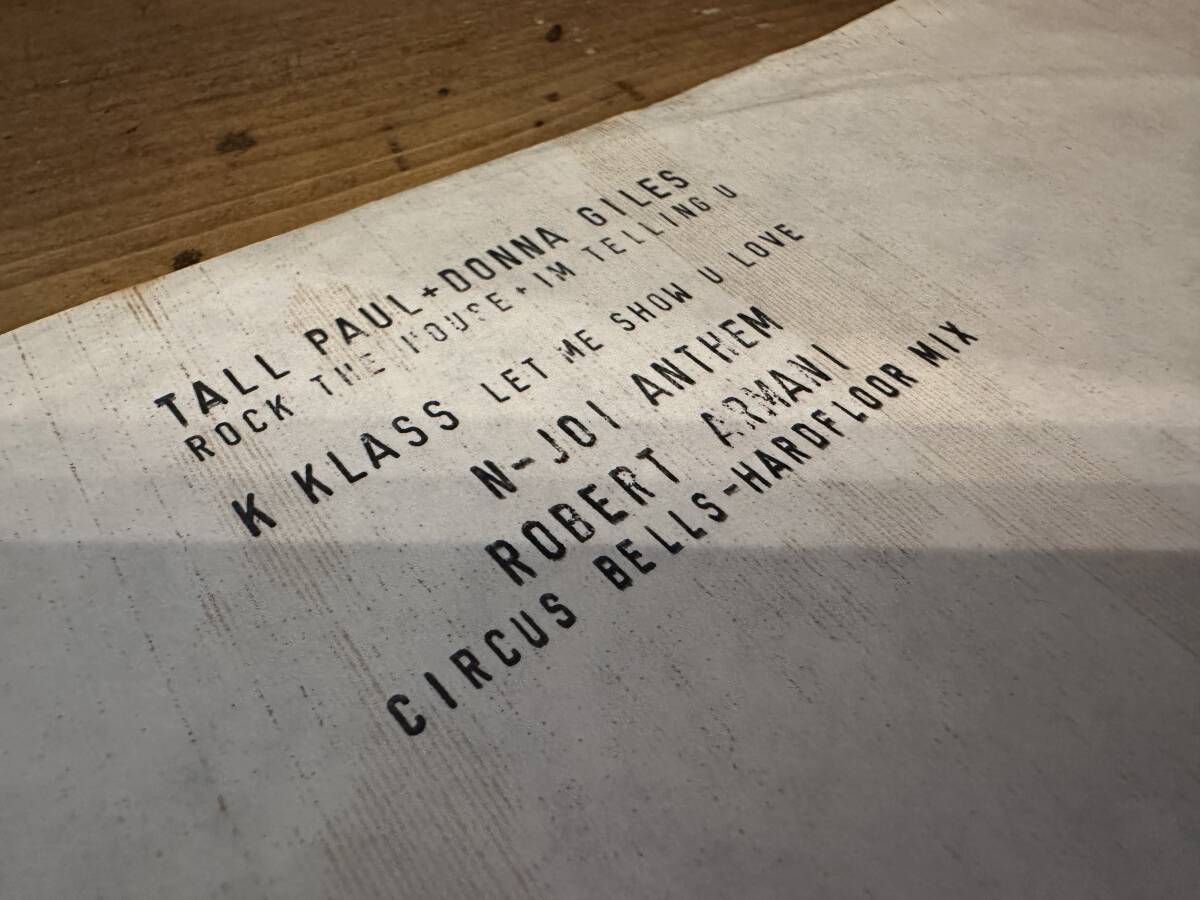 TALL PAUL+DONNA GILES
ROCK THE HOUSE+IM TELLING U
K KLASS LET ME SHOW U LOVE
N-JOI ANTHEM
ROBERT ARMANI
CIRCUS BELLS-HARDFLOOR MIX